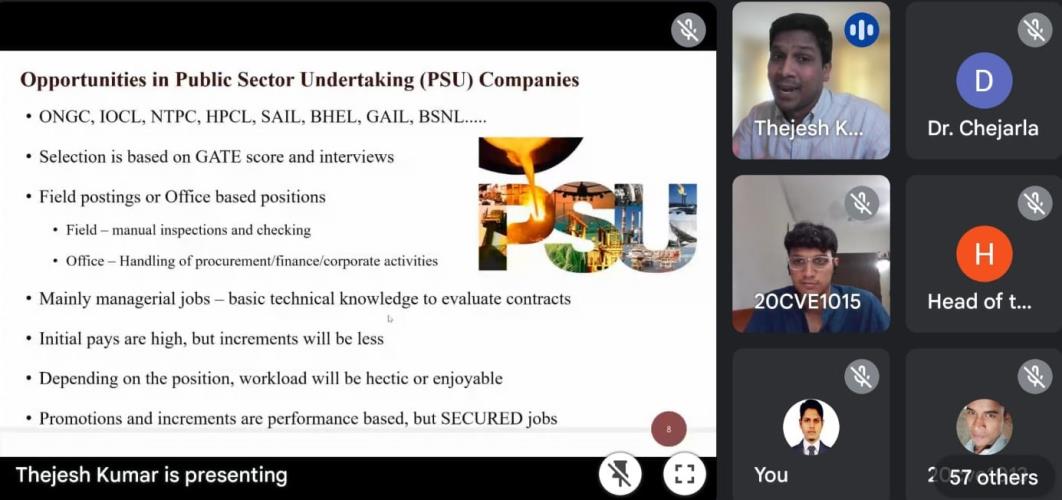 Opportunities in Public Sector Undertaking (PSU) Companies
• ONGC, IOCL, NTPC, HPCL, SAIL, BHEL, GAIL, BSNL.....
• Selection is based on GATE score and interviews
• Field postings or Office based positions
• Field – manual inspections and checking
• Office – Handling of procurement/finance/corporate activities
• Mainly managerial jobs – basic technical knowledge to evaluate contracts
• Initial pays are high, but increments will be less
• Depending on the position, workload will be hectic or enjoyable
• Promotions and increments are performance based, but SECURED jobs
PSU
8
Thejesh Kumar is presenting
Thejesh K...
D
Dr. Chejarla
20CVE1015
H
Head of t...
You
57 others